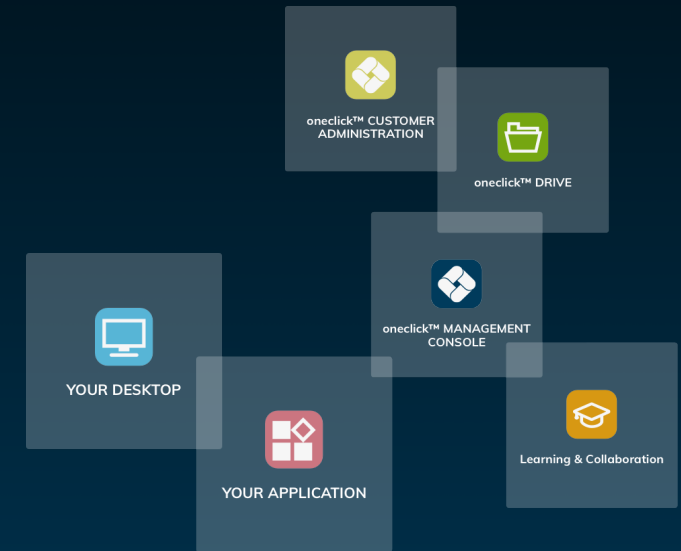 oneclick™ CUSTOMER
ADMINISTRATION
oneclick™ DRIVE
oneclick™ MANAGEMENT
CONSOLE
YOUR DESKTOP
Learning & Collaboration
YOUR APPLICATION